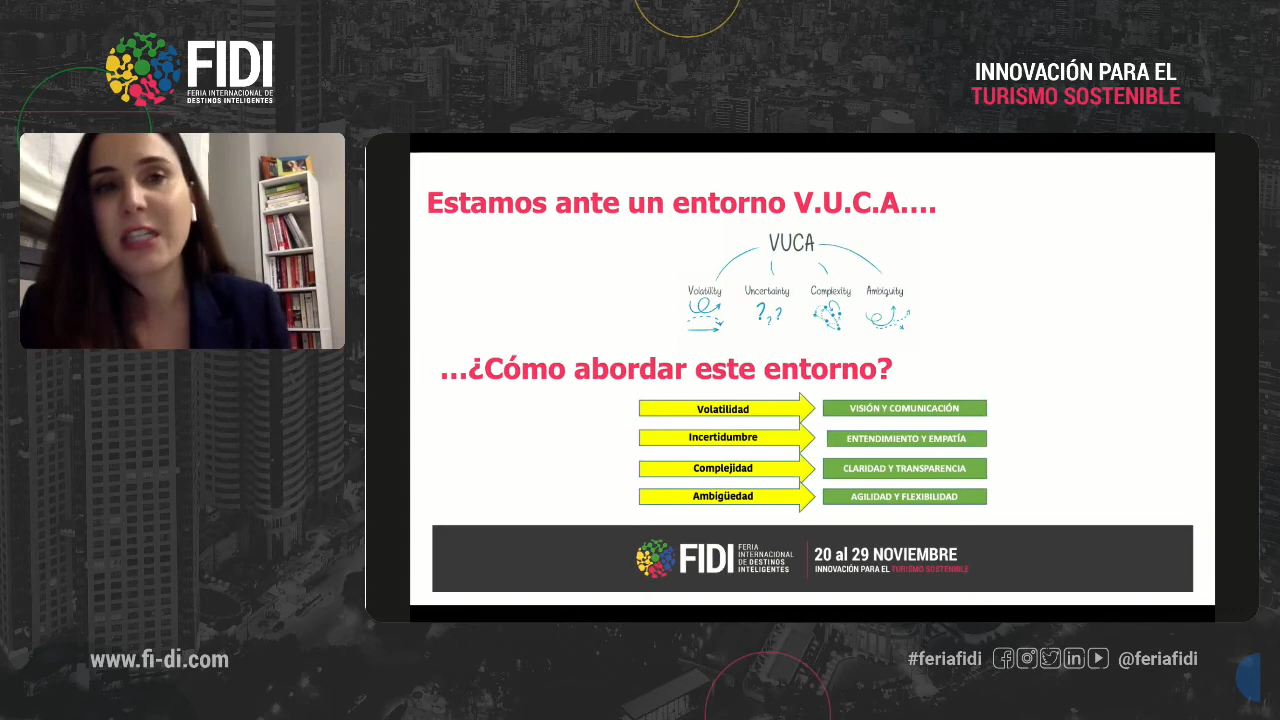 FIDI
FERIA INTERNACIONAL DE
DESTINOS INTELIGENTES
INNOVACIÓN PARA EL
TURISMO SOSTENIBLE
Estamos ante un entorno V.U.C.A....
VUCA
Volatility Uncertainty Complexity Ambiguity
? ? ?
...¿Cómo abordar este entorno?
Volatilidad VISIÓN Y COMUNICACIÓN
Incertidumbre ENTENDIMIENTO Y EMPATÍA
Complejidad CLARIDAD Y TRANSPARENCIA
Ambigüedad AGILIDAD Y FLEXIBILIDAD
FIDI
FERIA
INTERNACIONAL
DE DESTINOS
INTELIGENTES
20 al 29 NOVIEMBRE
INNOVACIÓN PARA EL TURISMO SOSTENIBLE
www.fi-di.com
#feriafidi @feriafidi